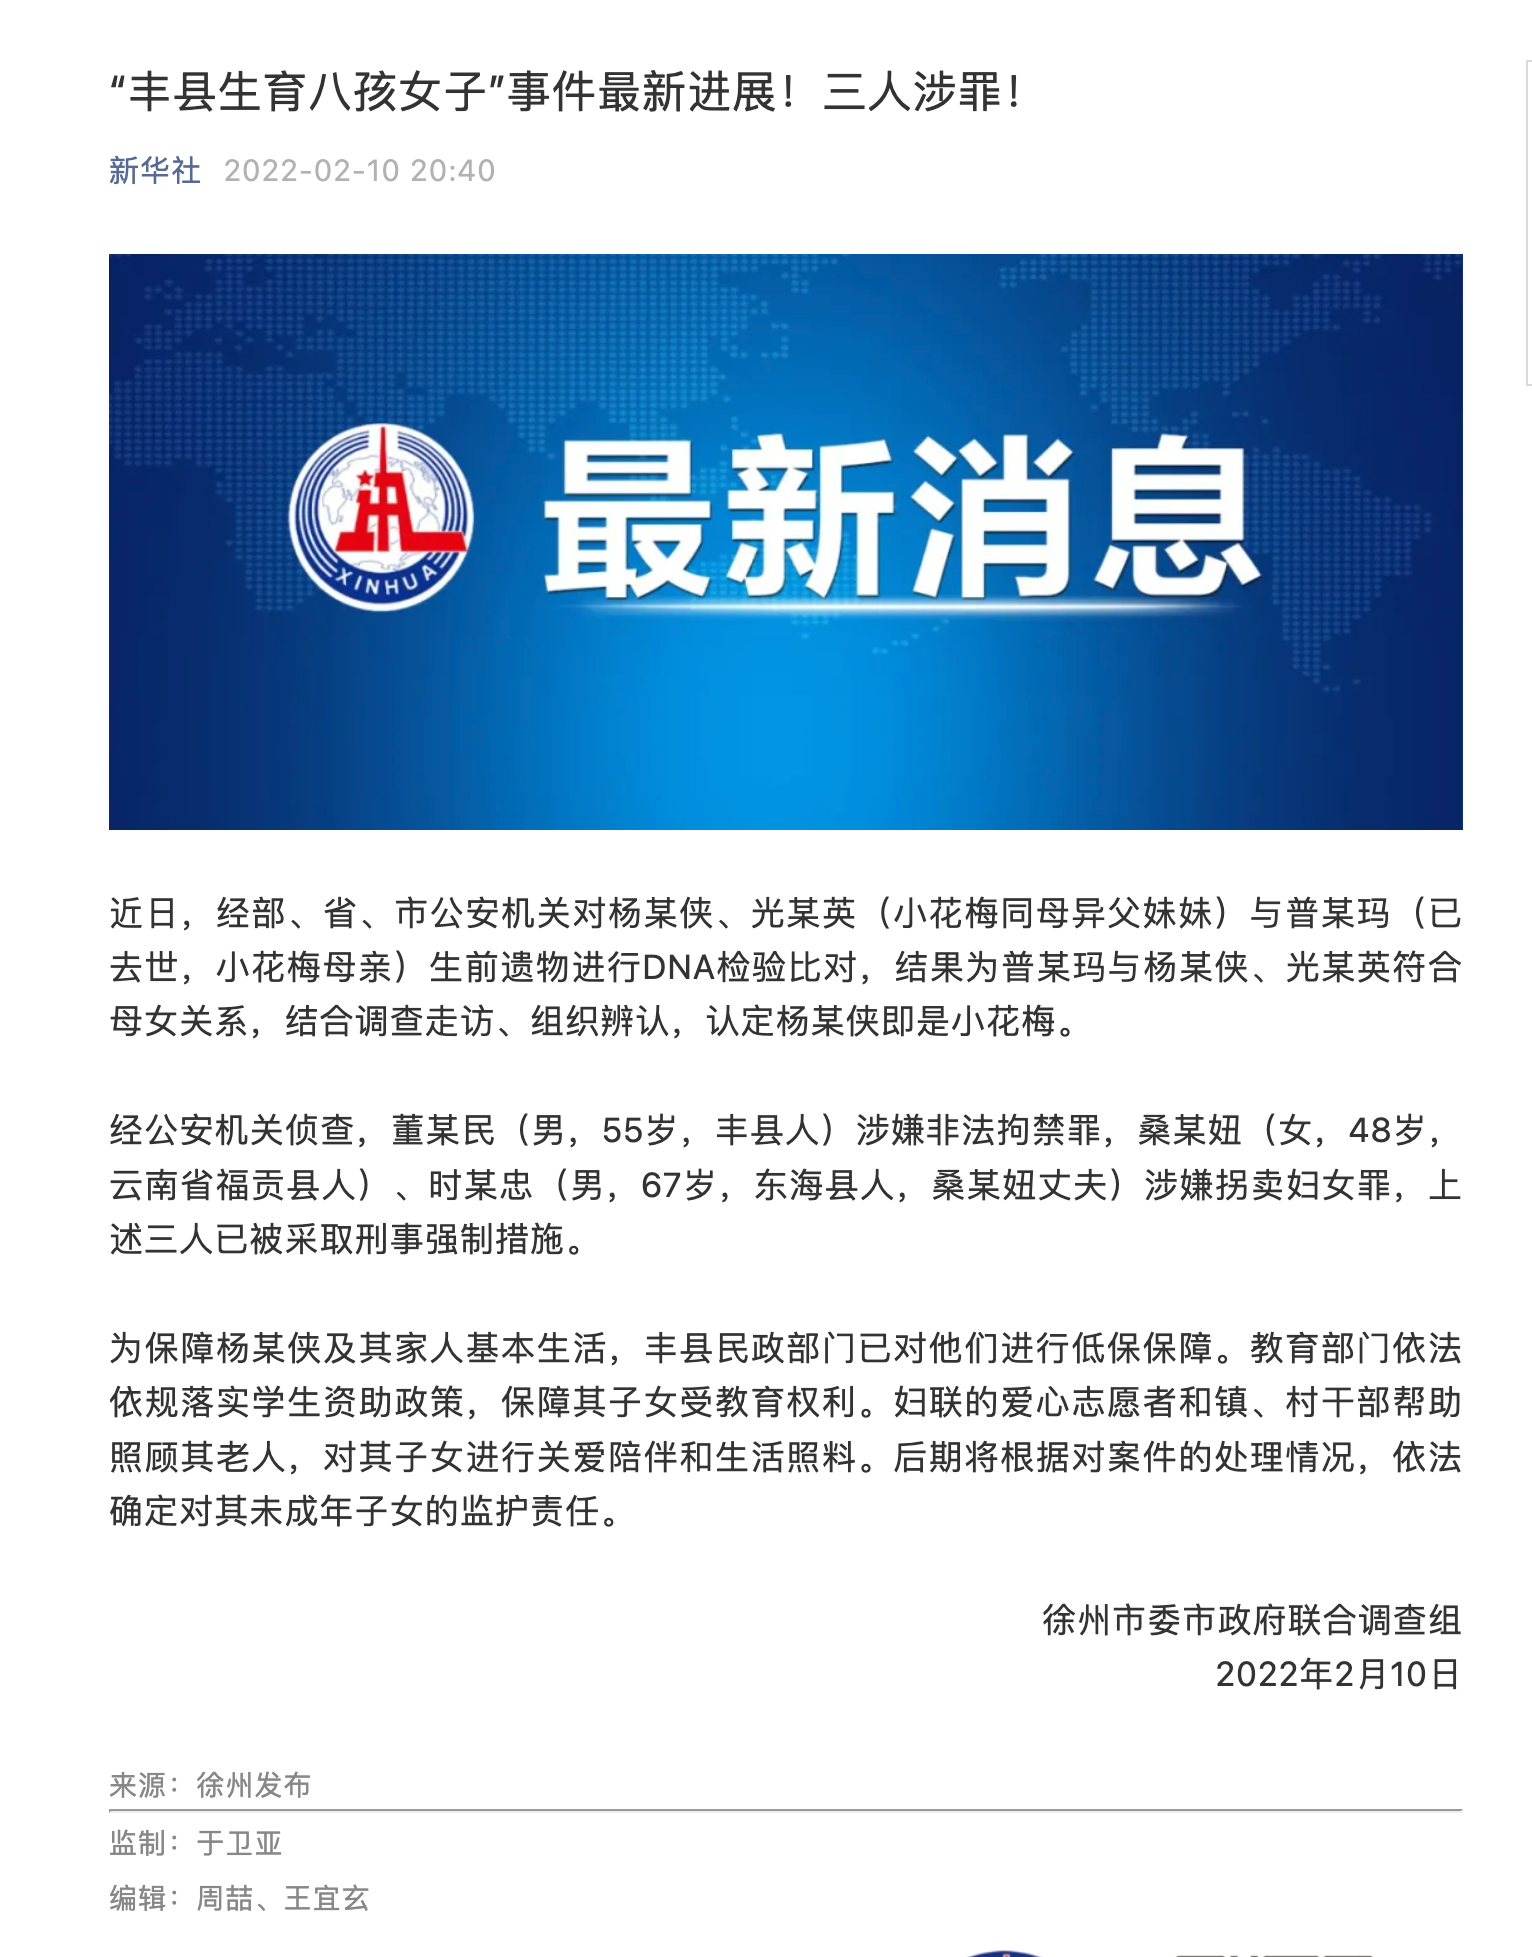 “丰县生育八孩女子”事件最新进展！三人涉罪！
新华社 2022-02-10 20:40
最新消息
XINHUA
近日，经部、省、市公安机关对杨某侠、光某英（小花梅同母异父妹妹）与普某玛（已
去世，小花梅母亲）生前遗物进行DNA检验比对，结果为普某玛与杨某侠、光某英符合
母女关系，结合调查走访、组织辨认，认定杨某侠即是小花梅。
经公安机关侦查，董某民（男，55岁，丰县人）涉嫌非法拘禁罪，桑某妞（女，48岁，
云南省福贡县人）、时某忠（男，67岁，东海县人，桑某妞丈夫）涉嫌拐卖妇女罪，上
述三人已被采取刑事强制措施。
为保障杨某侠及其家人基本生活，丰县民政部门已对他们进行低保保障。教育部门依法
依规落实学生资助政策，保障其子女受教育权利。妇联的爱心志愿者和镇、村干部帮助
照顾其老人，对其子女进行关爱陪伴和生活照料。后期将根据对案件的处理情况，依法
确定对其未成年子女的监护责任。
徐州市委市政府联合调查组
2022年2月10日
来源：徐州发布
监制：于卫亚
编辑：周喆、王宜玄